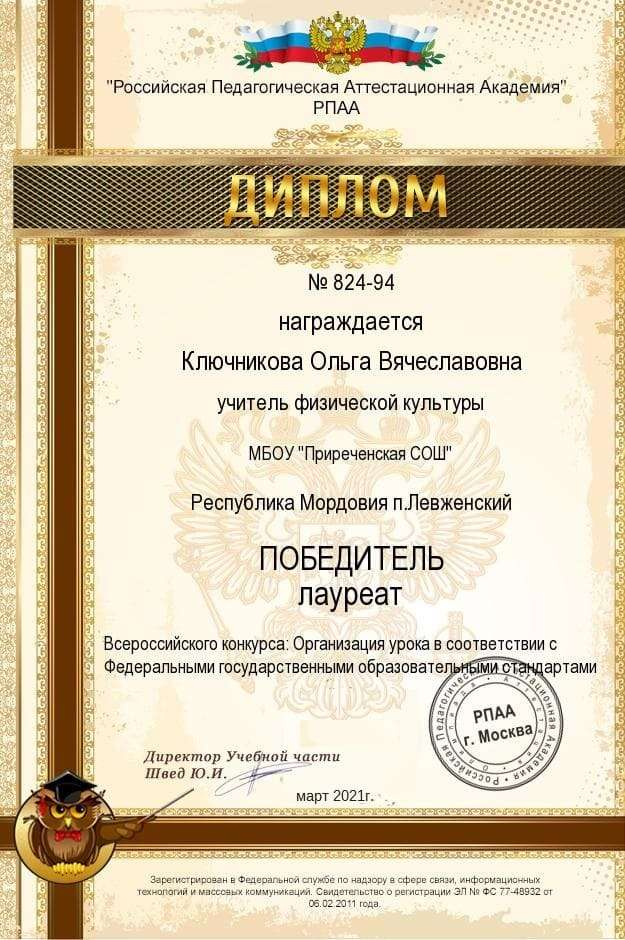 "Российская Педагогическая Аттестационная Академия"
РПАА
ДИПЛОМ
№ 824-94
награждается
Ключникова Ольга Вячеславовна
учитель физической культуры
МБОУ "Приреченская СОШ"
Республика Мордовия п.Левженский
ПОБЕДИТЕЛЬ
лауреат
Всероссийского конкурса: Организация урока в соответствии с
Федеральными государственными образовательными стандартами
Российская Педагогическая Аттестационная Академия
РПАА
г. Москва
Директор Учебной части
Швед Ю.И.
март 2021г.
Зарегистрирован в Федеральной службе по надзору в сфере связи, информационных
технологий и массовых коммуникаций. Свидетельство о регистрации ЭЛ № ФС 77-48932 от
06.02 2011 года.